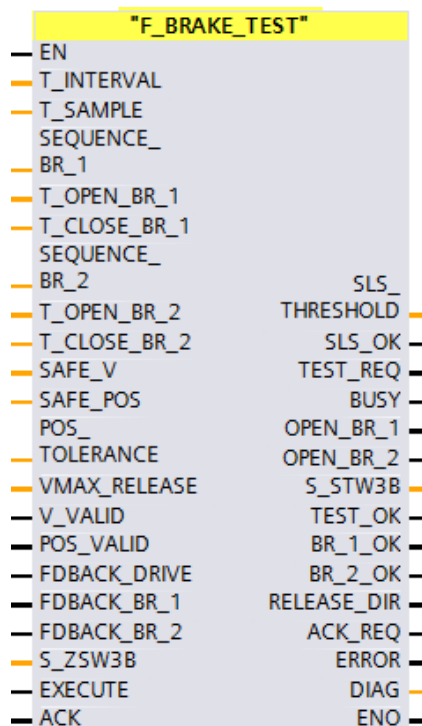 "F_BRAKE_TEST"
EN
T_INTERVAL
T_SAMPLE
SEQUENCE_
BR_1
T_OPEN_BR_1
T_CLOSE_BR_1
SEQUENCE_
BR_2
T_OPEN_BR_2
T_CLOSE_BR_2
SAFE_V
SAFE_POS
POS_
TOLERANCE
VMAX_RELEASE
V_VALID
POS_VALID
FDBACK_DRIVE
FDBACK_BR_1
FDBACK_BR_2
S_ZSW3B
EXECUTE
ACK
SLS_
THRESHOLD
SLS_OK
TEST_REQ
BUSY
OPEN_BR_1
OPEN_BR_2
S_STW3B
TEST_OK
BR_1_OK
BR_2_OK
RELEASE_DIR
ACK_REQ
ERROR
DIAG
ENO